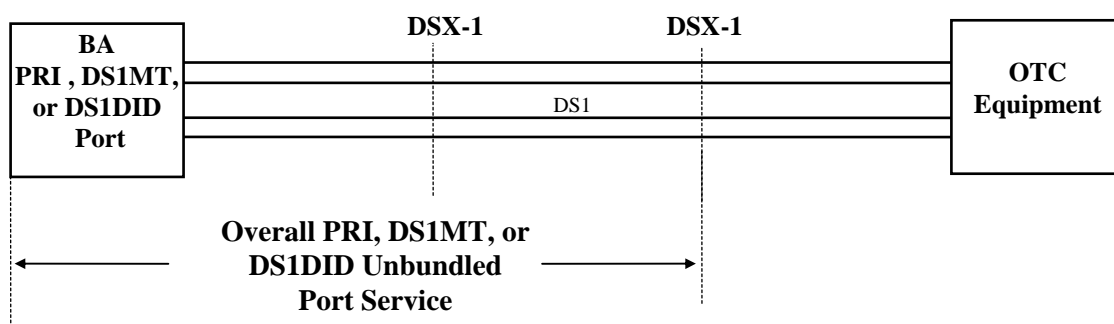 DSX-1
DSX-1
BA
PRI , DS1MT,
or DS1DID
Port
OTC
Equipment
DS1
Overall PRI, DS1MT, or
DS1DID Unbundled
Port Service